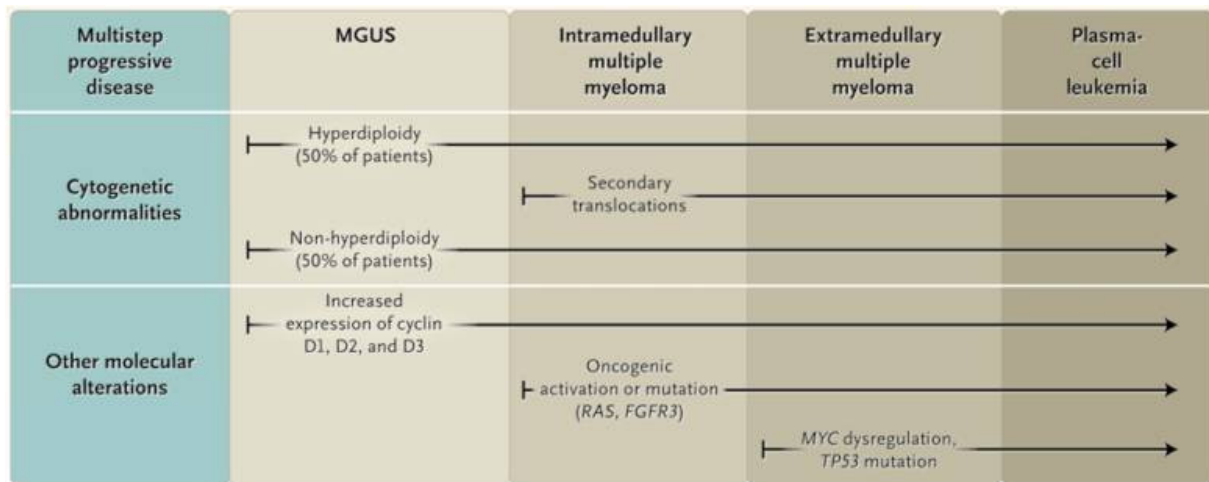 Multistep
progressive
disease
MGUS
Intramedullary
multiple
myeloma
Extramedullary
multiple
myeloma
Plasma-
cell
leukemia
Cytogenetic
abnormalities
Hyperdiploidy
(50% of patients)
Secondary
translocations
Non-hyperdiploidy
(50% of patients)
Other molecular
alterations
Increased
expression of cyclin
D1, D2, and D3
Oncogenic
activation or mutation
(RAS, FGFR3)
MYC dysregulation,
TP53 mutation